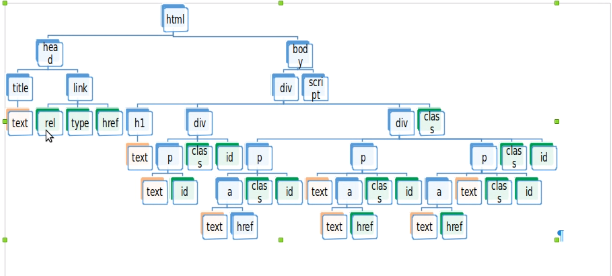 html
hea
d
bod
y
title
link
div
scri
pt
text
rel
type
href
h1
div
div
clas
s
text
p
clas
s
id
p
p
p
clas
s
id
text
id
a
clas
s
id
text
a
clas
s
id
a
text
clas
s
id
text
href
text
href
text
href
¶